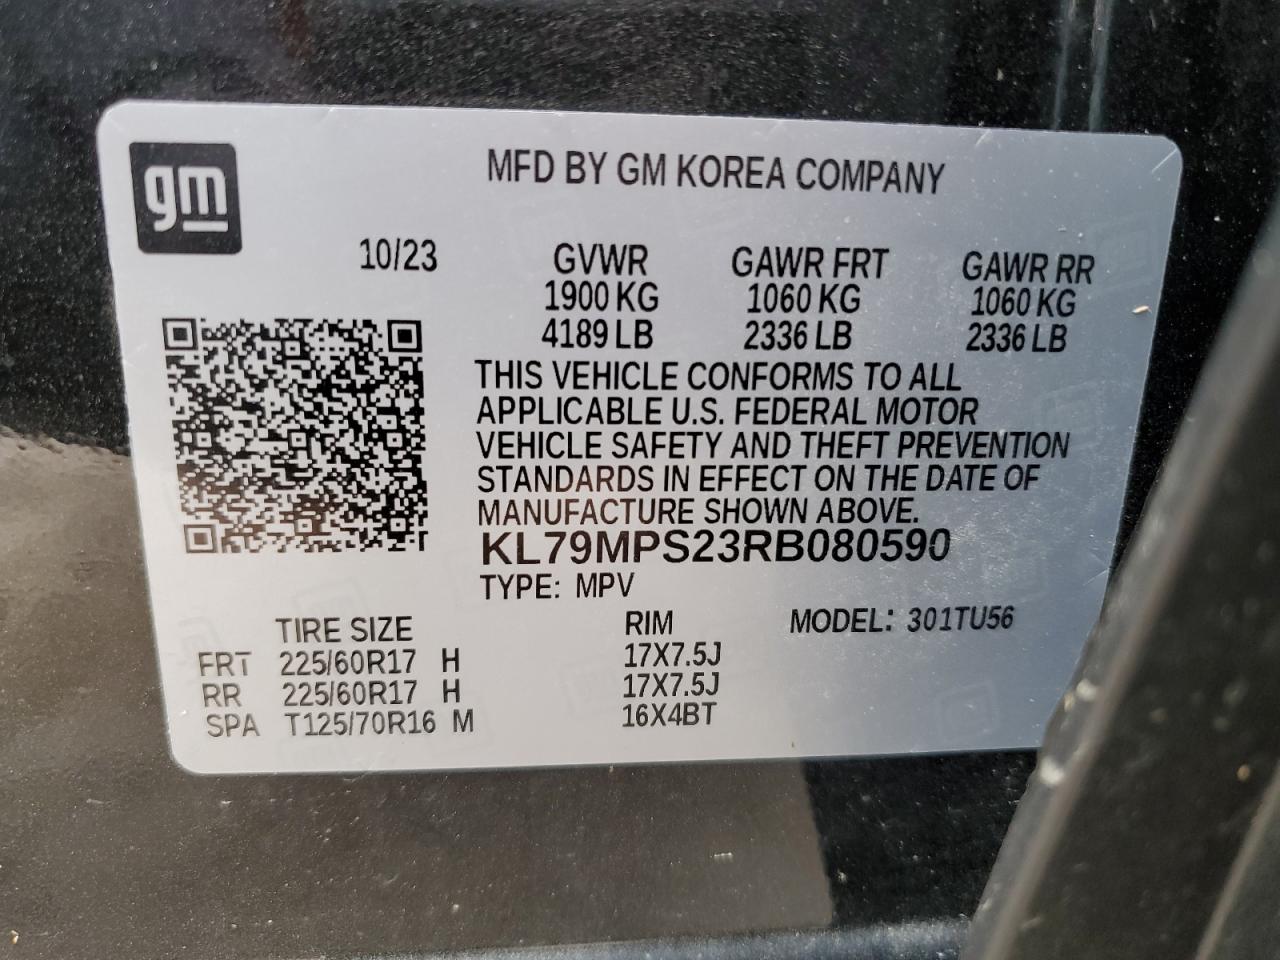 gm
MFD BY GM KOREA COMPANY
10/23 GVWR GAWR FRT GAWR RR
1900 KG 1060 KG 1060 KG
4189 LB 2336 LB 2336 LB
THIS VEHICLE CONFORMS TO ALL
APPLICABLE U.S. FEDERAL MOTOR
VEHICLE SAFETY AND THEFT PREVENTION
STANDARDS IN EFFECT ON THE DATE OF
MANUFACTURE SHOWN ABOVE.
KL79MPS23RB080590
TYPE: MPV
TIRE SIZE RIM MODEL: 301TU56
FRT 225/60R17 H 17X7.5J
RR 225/60R17 H 17X7.5J
SPA T125/70R16 M 16X4BT